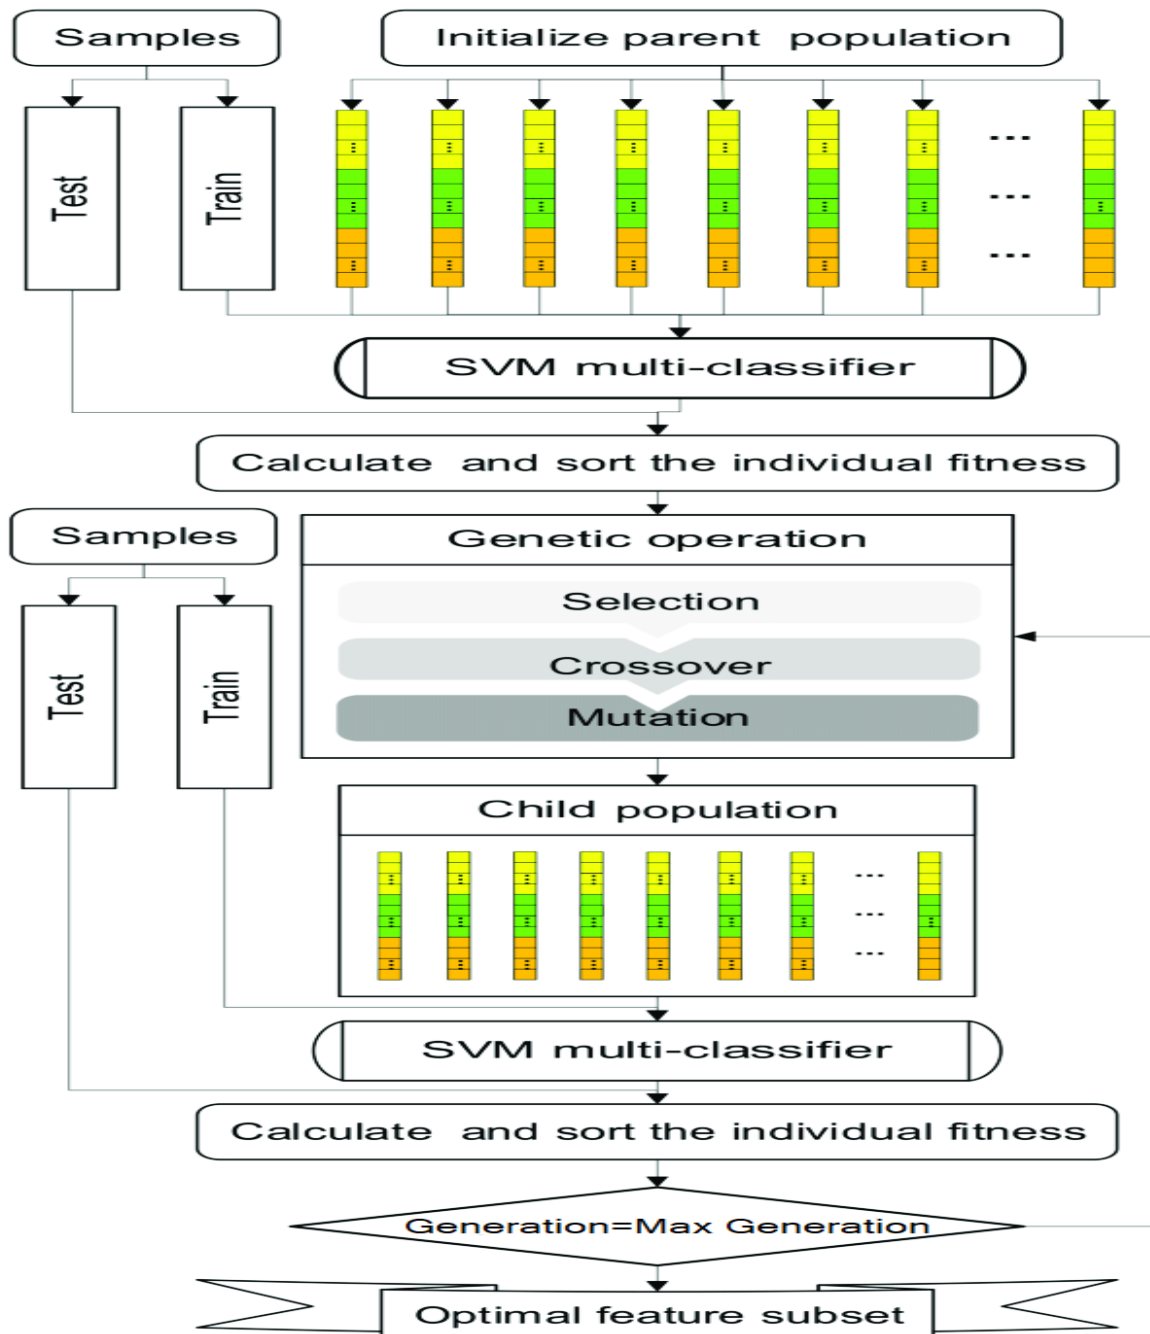 Samples
Initialize parent population
Test
Train
...
...
...
SVM multi-classifier
Calculate and sort the individual fitness
Samples
Genetic operation
Selection
Crossover
Mutation
Test
Train
Child population
...
...
...
SVM multi-classifier
Calculate and sort the individual fitness
Generation=Max Generation
Optimal feature subset